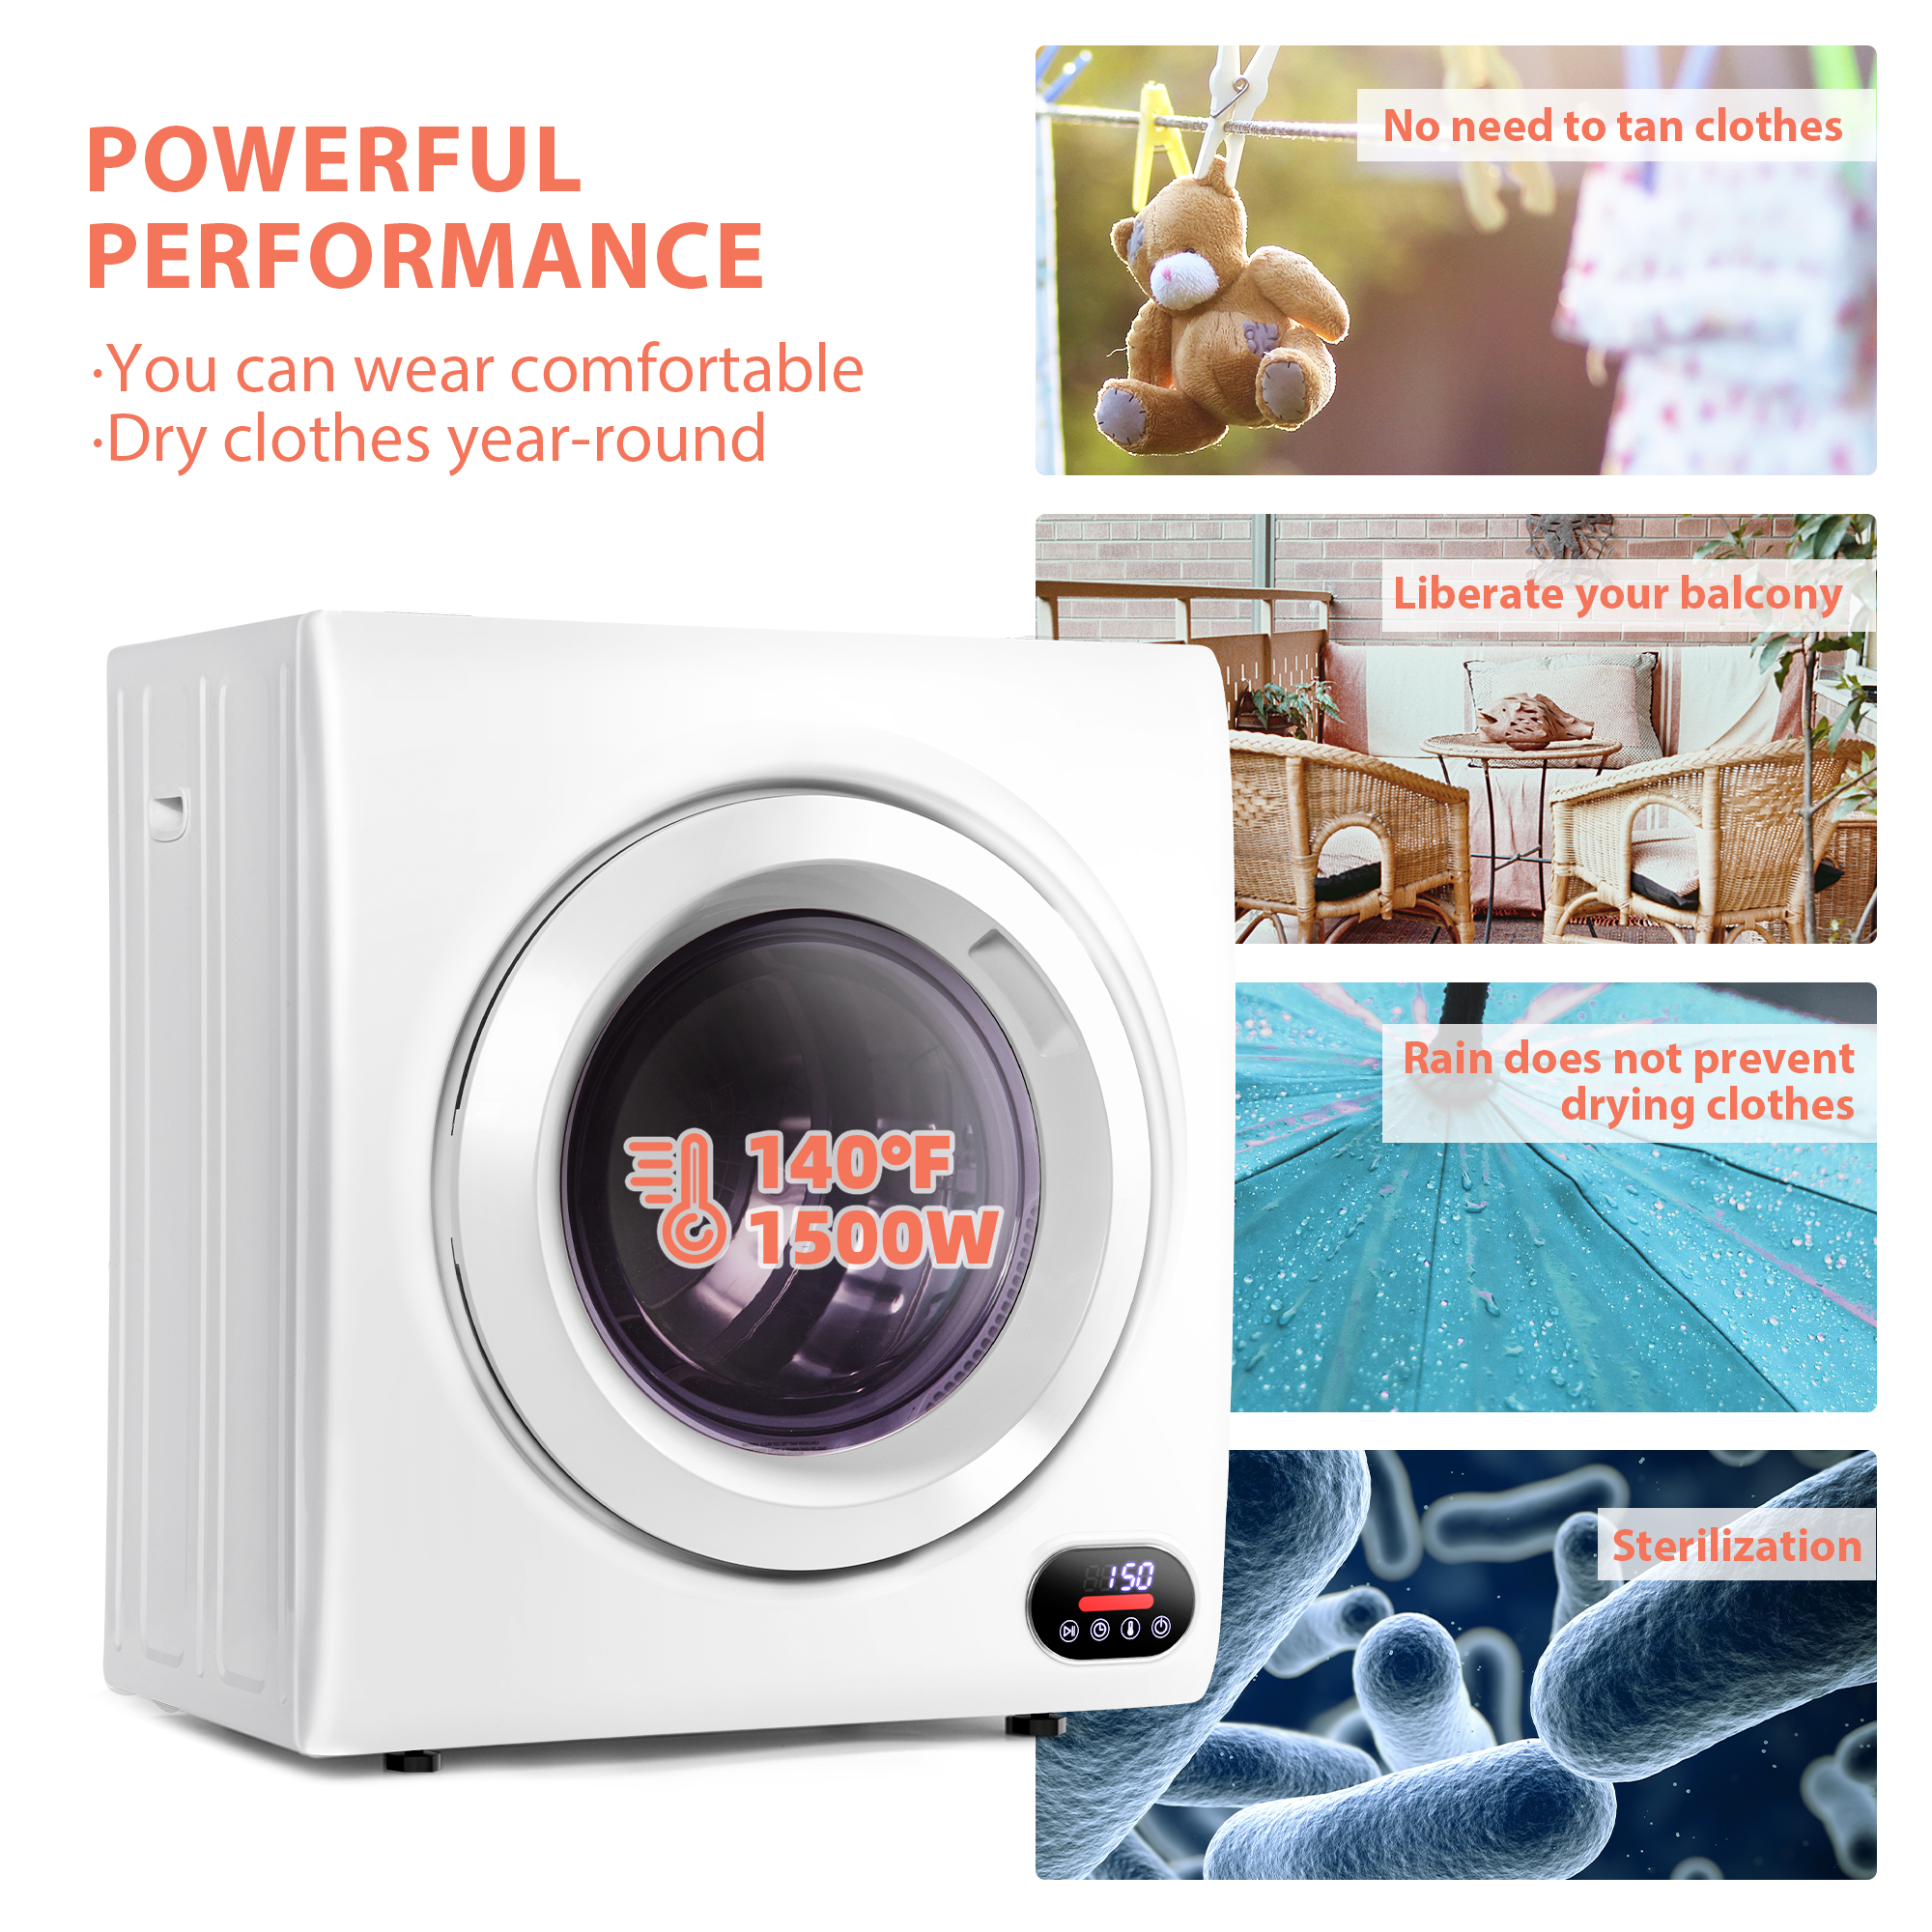 POWERFUL
PERFORMANCE
·You can wear comfortable
·Dry clothes year-round
No need to tan clothes
Liberate your balcony
Rain does not prevent
drying clothes
Sterilization
140°F
1500W
150